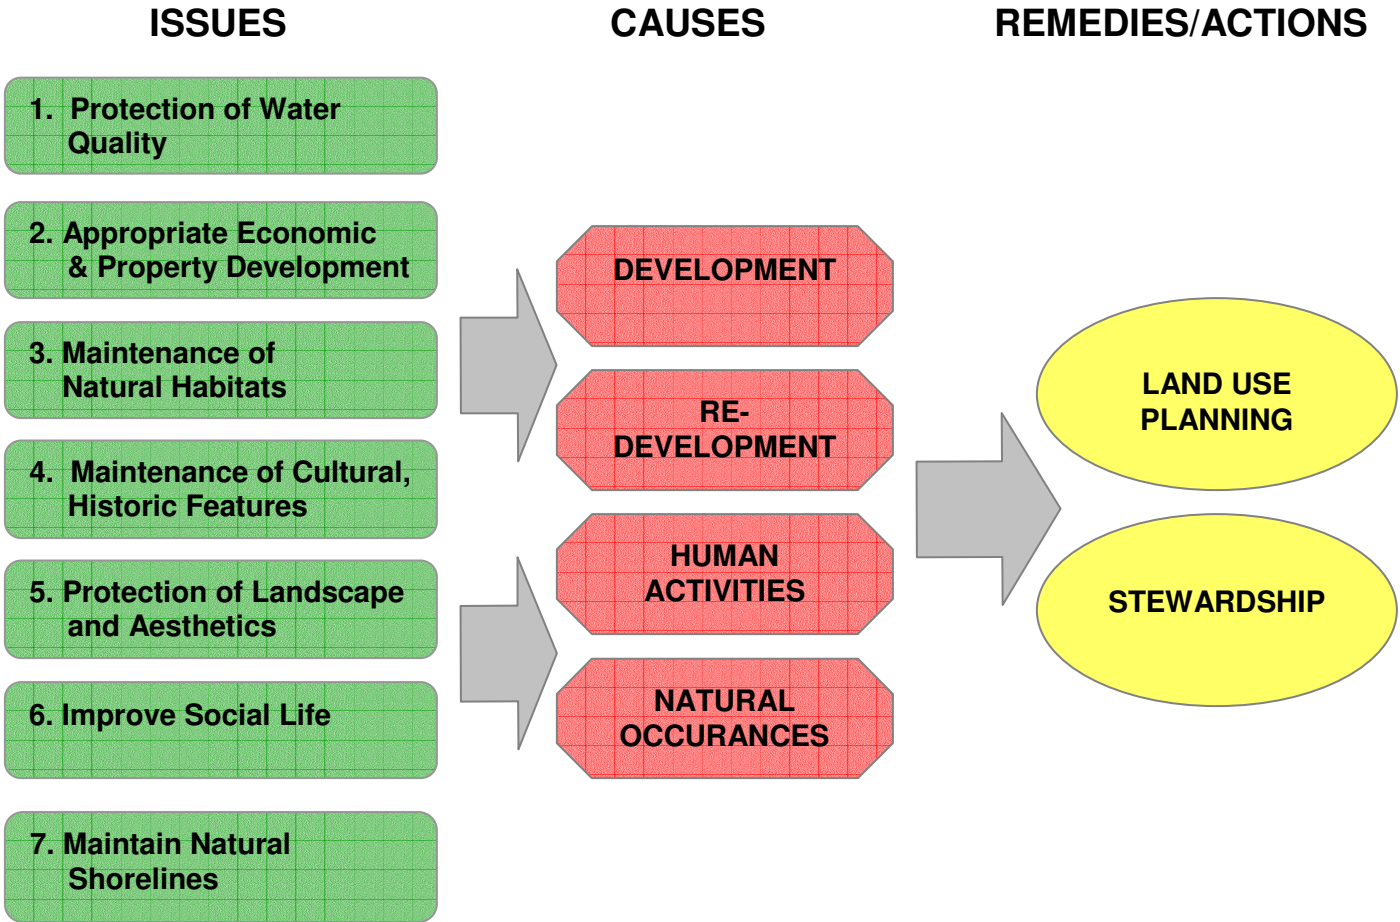 ISSUES
CAUSES
REMEDIES/ACTIONS
1. Protection of Water
Quality
2. Appropriate Economic
& Property Development
3. Maintenance of
Natural Habitats
4. Maintenance of Cultural,
Historic Features
5. Protection of Landscape
and Aesthetics
6. Improve Social Life
7. Maintain Natural
Shorelines
DEVELOPMENT
RE-
DEVELOPMENT
HUMAN
ACTIVITIES
NATURAL
OCCURANCES
LAND USE
PLANNING
STEWARDSHIP